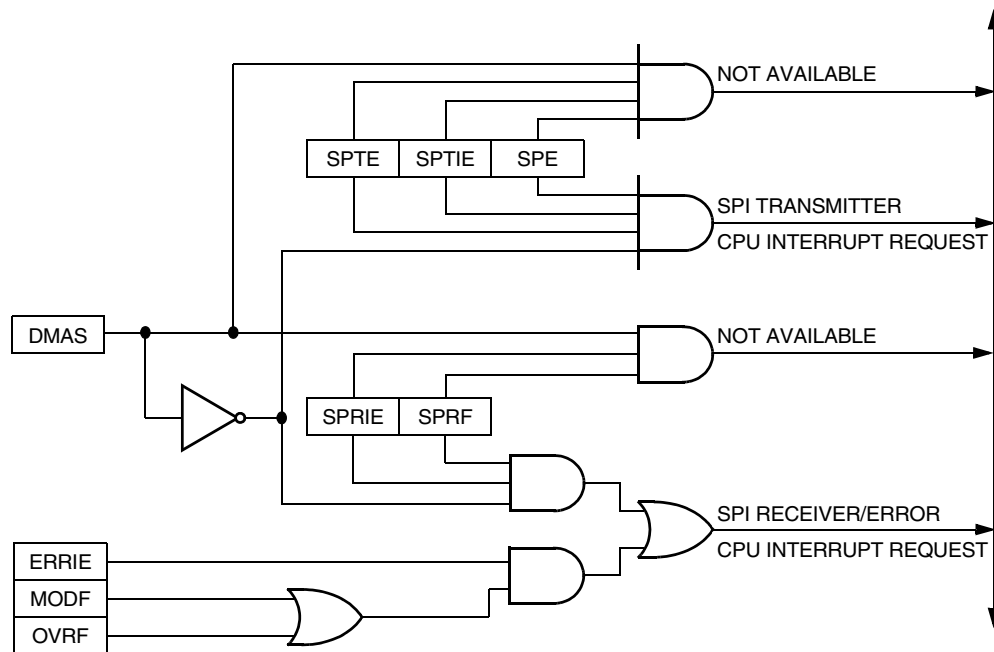 NOT AVAILABLE
SPTE SPTIE SPE
SPI TRANSMITTER
CPU INTERRUPT REQUEST
DMAS
NOT AVAILABLE
SPRIE SPRF
SPI RECEIVER/ERROR
CPU INTERRUPT REQUEST
ERRIE
MODF
OVRF